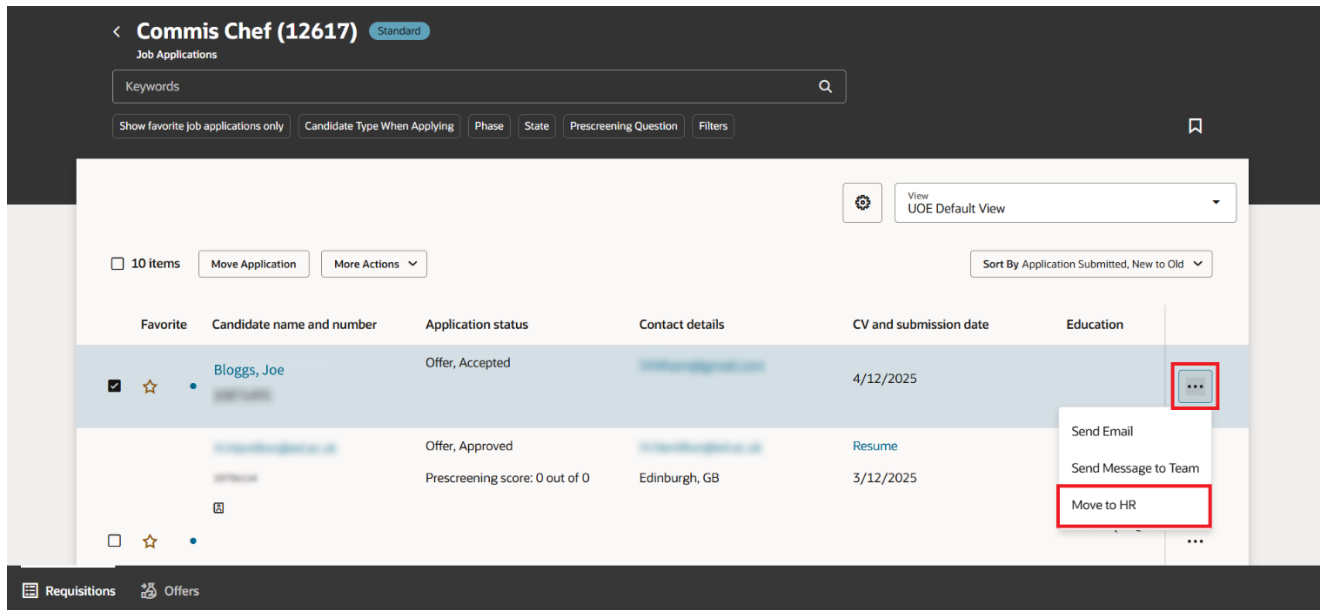 Commis Chef (12617) Standard
Job Applications
Keywords
Show favorite job applications only Candidate Type When Applying Phase State Prescreening Question Filters
View
UOE Default View
10 items Move Application More Actions Sort By Application Submitted, New to Old
Favorite Candidate name and number Application status Contact details CV and submission date Education
Bloggs, Joe Offer, Accepted 4/12/2025
...
Send Email
Send Message to Team
Move to HR
Offer, Approved Resume
Prescreening score: 0 out of 0 Edinburgh, GB 3/12/2025
...
Requisitions Offers